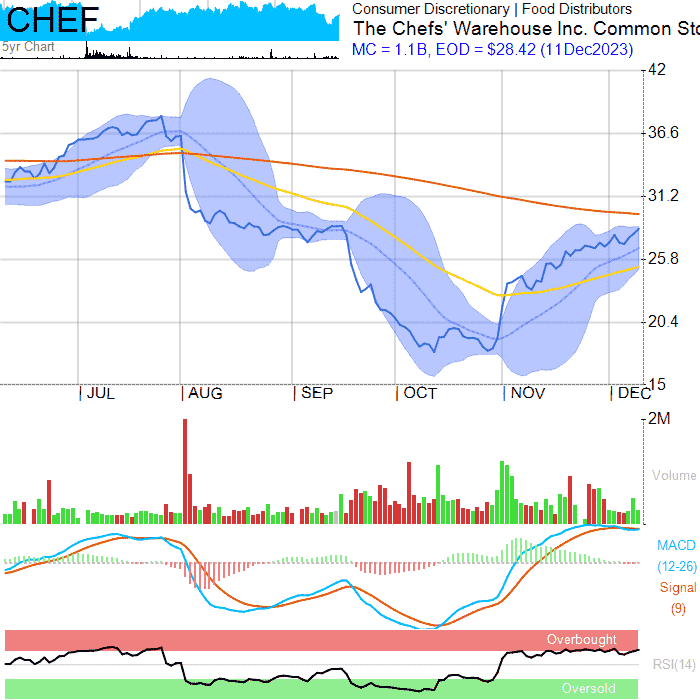 CHEF
5yr Chart
Consumer Discretionary | Food Distributors
The Chefs' Warehouse Inc. Common Sto
MC = 1.1B, EOD = $28.42 (11Dec2023)
42
36.6
31.2
25.8
20.4
15
JUL AUG SEP OCT NOV DEC
2M
Volume
MACD
(12-26)
Signal
(9)
Overbought
RSI(14)
Oversold